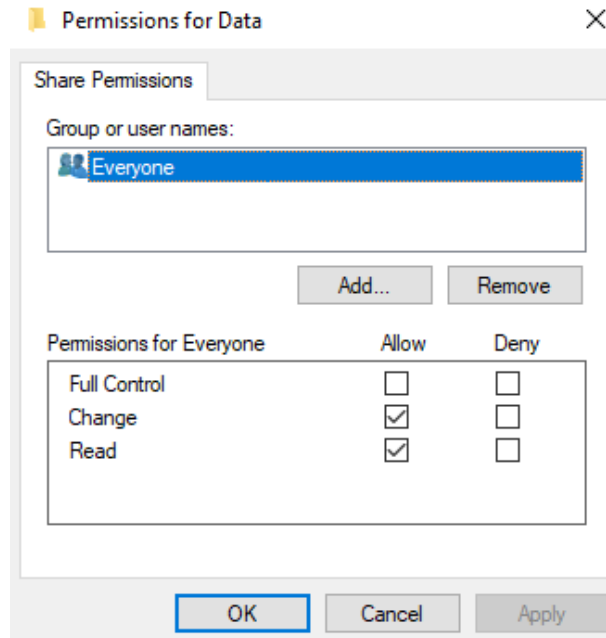 Permissions for Data
Share Permissions
Group or user names:
Everyone
Add... Remove
Permissions for Everyone Allow Deny
Full Control
Change
Read
OK Cancel Apply